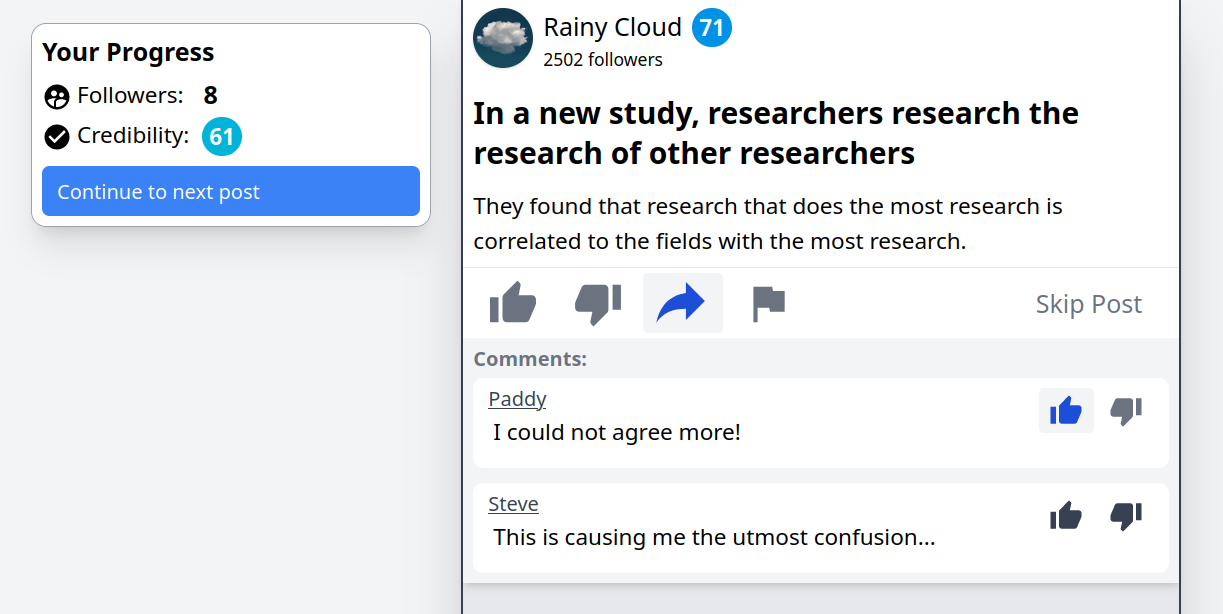 Your Progress
Followers: 8
Credibility: 61
Continue to next post
Rainy Cloud 71
2502 followers
In a new study, researchers research the
research of other researchers
They found that research that does the most research is
correlated to the fields with the most research.
Skip Post
Comments:
Paddy
I could not agree more!
Steve
This is causing me the utmost confusion...